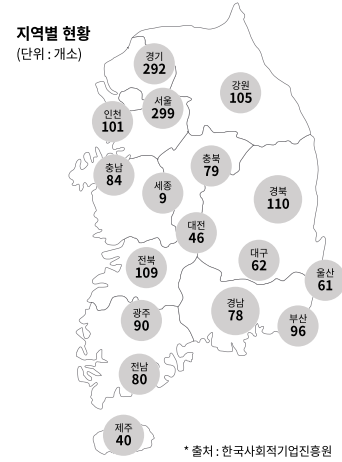 지역별 현황
(단위 : 개소)
경기
292
서울
299
강원
105
인천
101
충남
84
세종
9
충북
79
경북
110
대전
46
대구
62
전북
109
울산
61
광주
90
경남
78
부산
96
전남
80
제주
40
* 출처 : 한국사회적기업진흥원